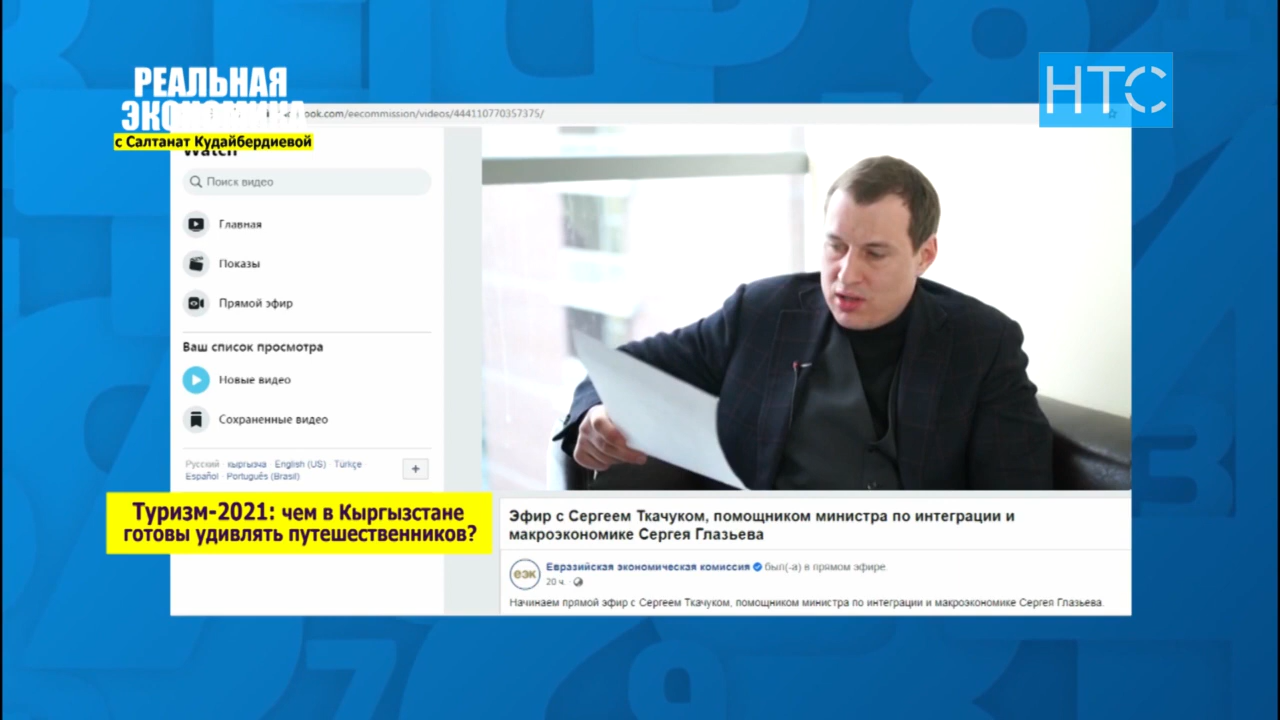 РЕАЛЬНАЯ
ЭКОНОМИКА
с Салтанат Кудайбердиевой
НТС
ook.com/eecommission/videos/444110770357375/
Watch
Поиск видео
Главная
Показы
Прямой эфир
Ваш список просмотра
Новые видео
Сохраненные видео
Русский · кыргызча · English (US) · Türkçe
Español · Português (Brasil)
+
Туризм-2021: чем в Кыргызстане
готовы удивлять путешественников?
Эфир с Сергеем Ткачуком, помощником министра по интеграции и
макроэкономике Сергея Глазьева
еэк
Евразийская экономическая комиссия был(-а) в прямом эфире.
20 ч. ·
Начинаем прямой эфир с Сергеем Ткачуком, помощником министра по интеграции и макроэкономике Сергея Глазьева.